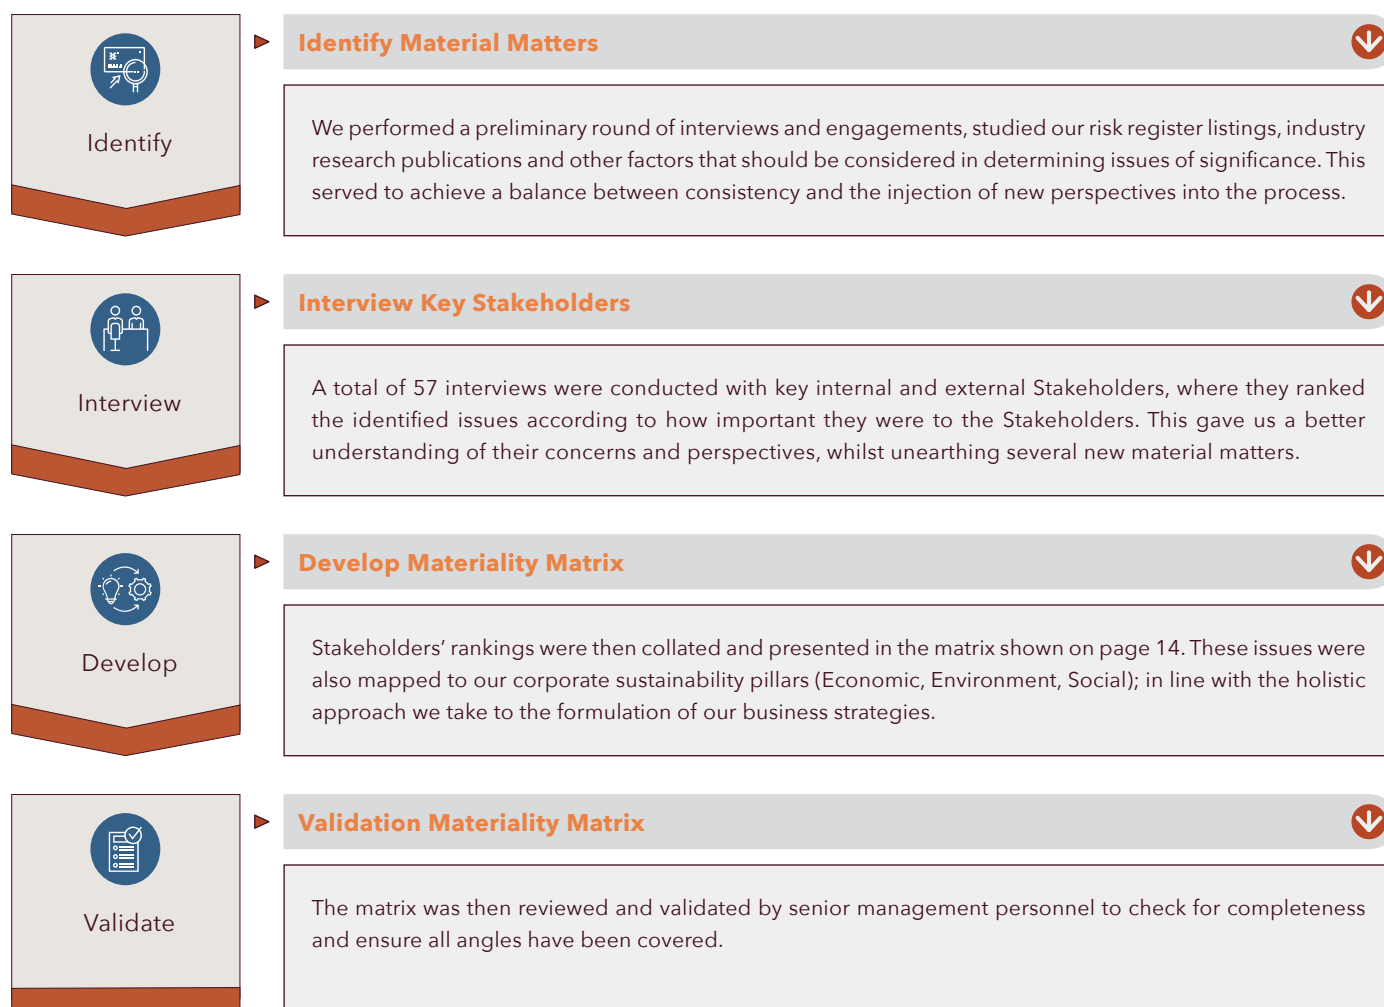 Identify
Identify Material Matters
We performed a preliminary round of interviews and engagements, studied our risk register listings, industry
research publications and other factors that should be considered in determining issues of significance. This
served to achieve a balance between consistency and the injection of new perspectives into the process.
Interview
Interview Key Stakeholders
A total of 57 interviews were conducted with key internal and external Stakeholders, where they ranked
the identified issues according to how important they were to the Stakeholders. This gave us a better
understanding of their concerns and perspectives, whilst unearthing several new material matters.
Develop
Develop Materiality Matrix
Stakeholders’ rankings were then collated and presented in the matrix shown on page 14. These issues were
also mapped to our corporate sustainability pillars (Economic, Environment, Social); in line with the holistic
approach we take to the formulation of our business strategies.
Validate
Validation Materiality Matrix
The matrix was then reviewed and validated by senior management personnel to check for completeness
and ensure all angles have been covered.